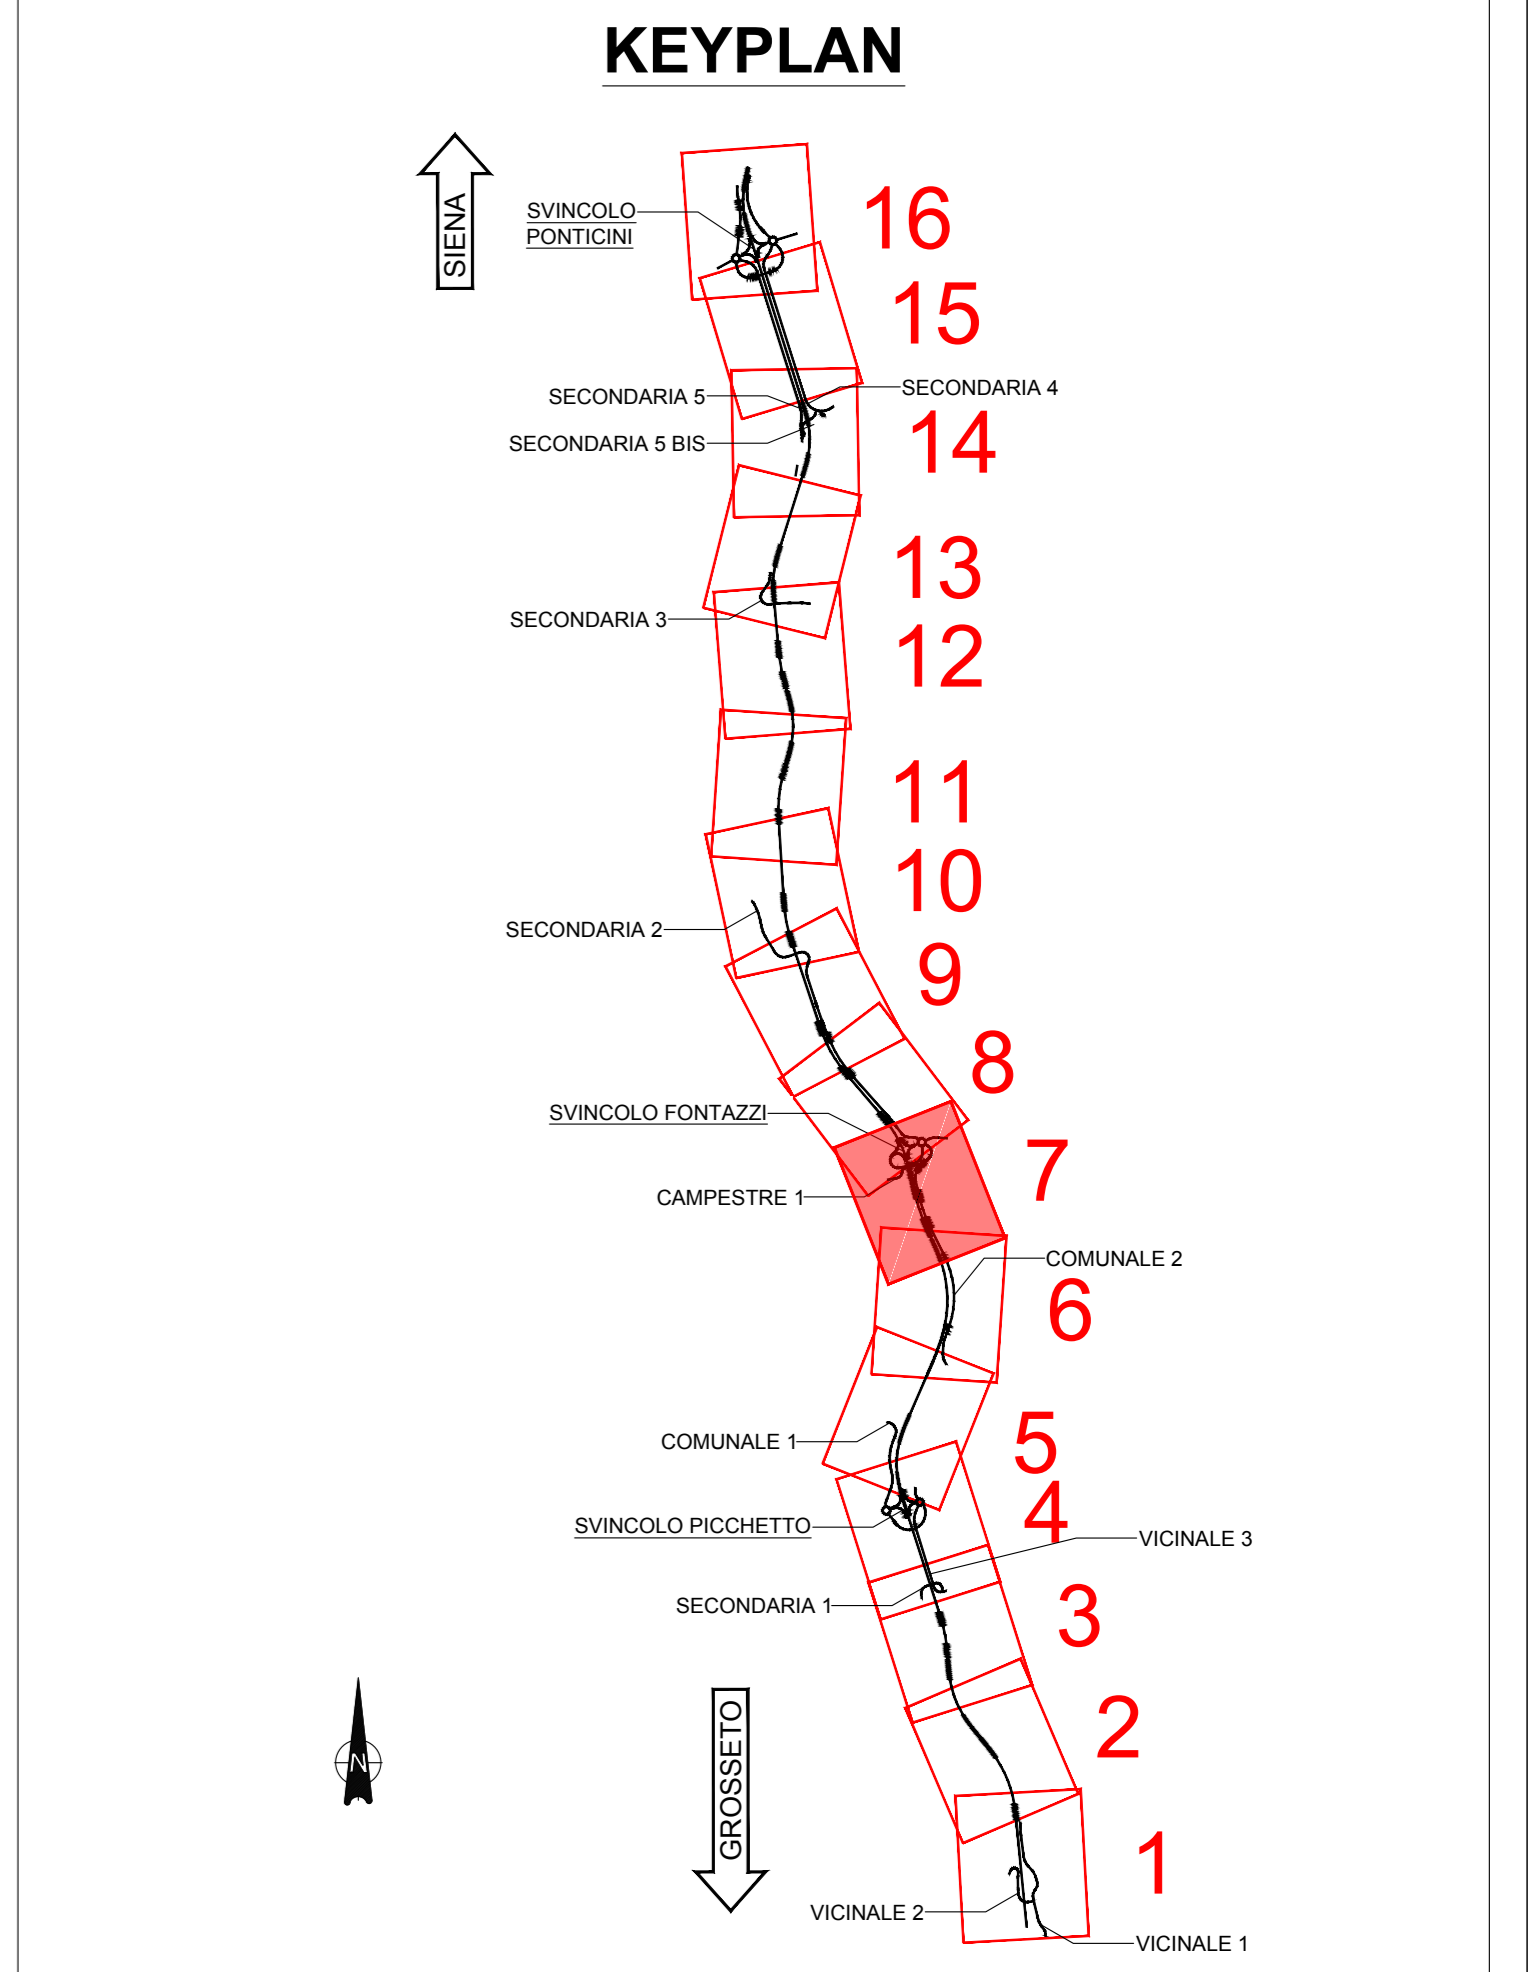 KEYPLAN
SIENA
SVINCOLO
PONTICINI
16
15
SECONDARIA 5
SECONDARIA 4
SECONDARIA 5 BIS
14
13
SECONDARIA 3
12
11
10
SECONDARIA 2
9
8
SVINCOLO FONTAZZI
7
CAMPESTRE 1
COMUNALE 2
6
COMUNALE 1
5
4
SVINCOLO PICCHETTO
VICINALE 3
SECONDARIA 1
3
2
GROSSETO
N
1
VICINALE 2
VICINALE 1